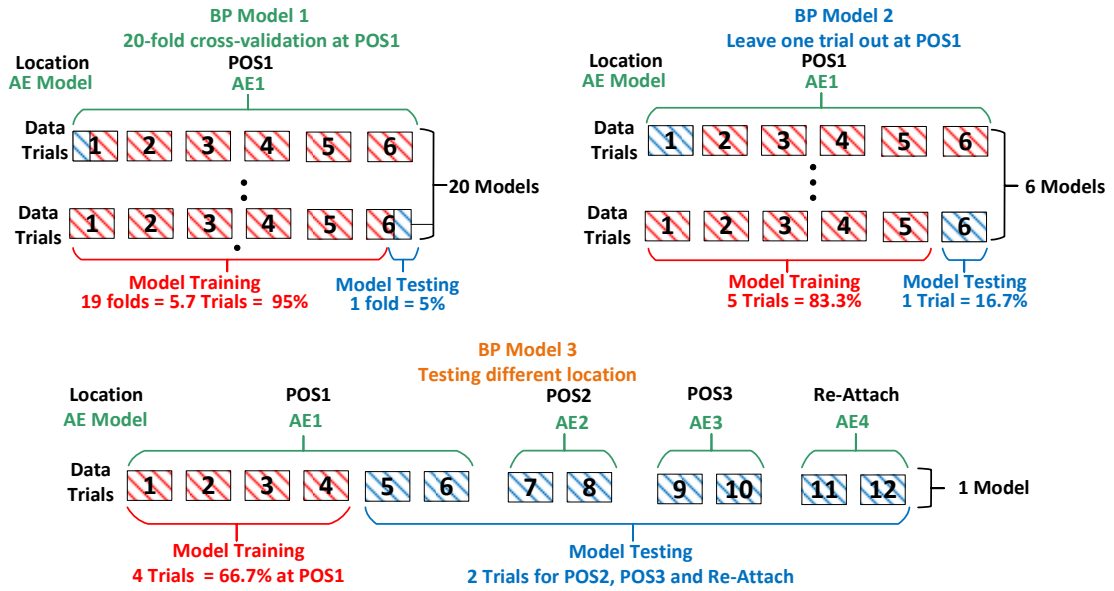 BP Model 1
20-fold cross-validation at POS1
Location POS1
AE Model AE1
Data Trials 1 2 3 4 5 6
20 Models
Data Trials 1 2 3 4 5 6
Model Training
19 folds = 5.7 Trials = 95%
Model Testing
1 fold = 5%
BP Model 2
Leave one trial out at POS1
Location POS1
AE Model AE1
Data Trials 1 2 3 4 5 6
6 Models
Data Trials 1 2 3 4 5 6
Model Training
5 Trials = 83.3%
Model Testing
1 Trial = 16.7%
BP Model 3
Testing different location
Location POS1 POS2 POS3 Re-Attach
AE Model AE1 AE2 AE3 AE4
Data Trials 1 2 3 4 5 6 7 8 9 10 11 12
1 Model
Model Training
4 Trials = 66.7% at POS1
Model Testing
2 Trials for POS2, POS3 and Re-Attach